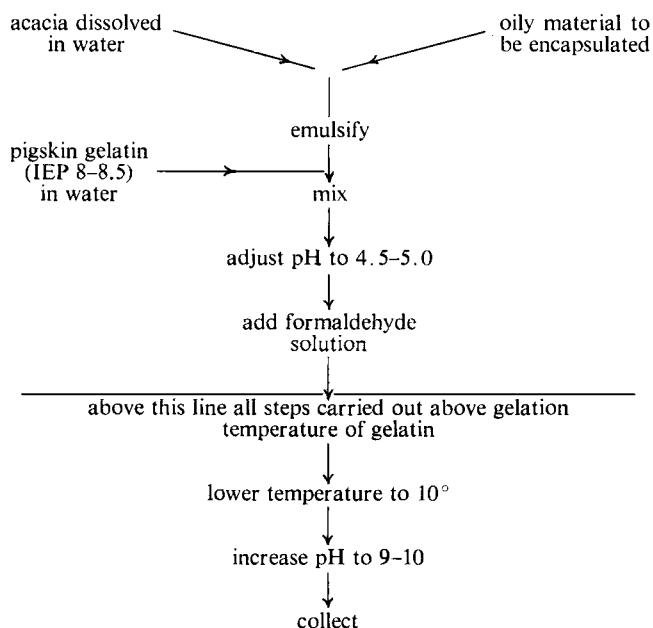 acacia dissolved
in water
oily material to
be encapsulated
emulsify
pigskin gelatin
(IEP 8–8.5)
in water
mix
adjust pH to 4.5–5.0
add formaldehyde
solution
above this line all steps carried out above gelation
temperature of gelatin
lower temperature to 10°
increase pH to 9–10
collect